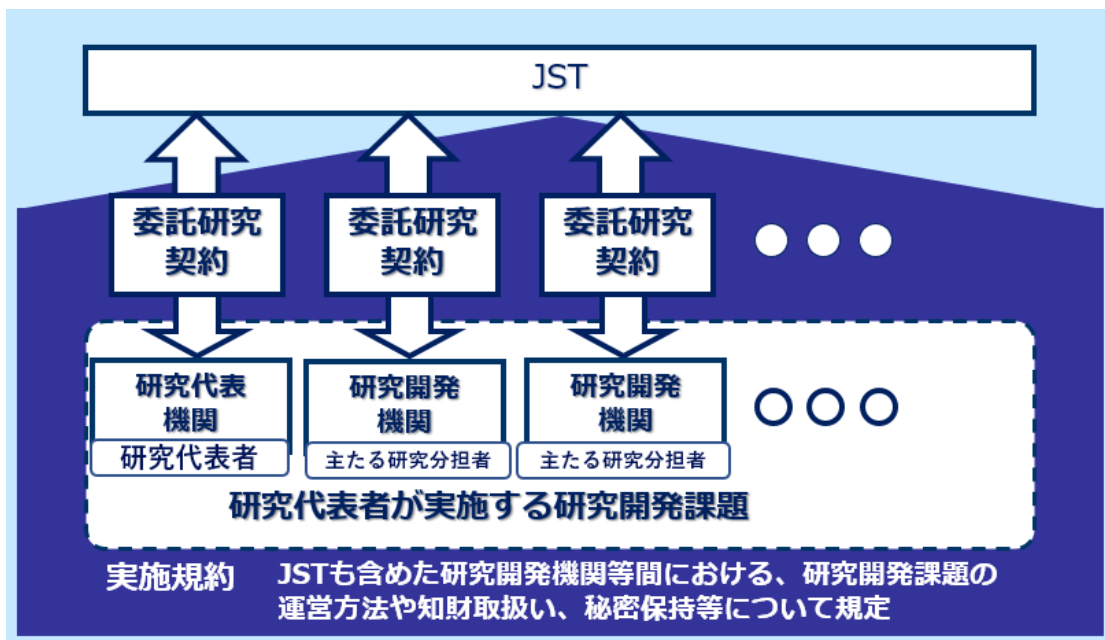 JST
委託研究
契約
委託研究
契約
委託研究
契約
研究代表
機関
研究代表者
研究開発
機関
主たる研究分担者
研究開発
機関
主たる研究分担者
研究代表者が実施する研究開発課題
実施規約
JSTも含めた研究開発機関等間における、研究開発課題の
運営方法や知財取扱い、秘密保持等について規定